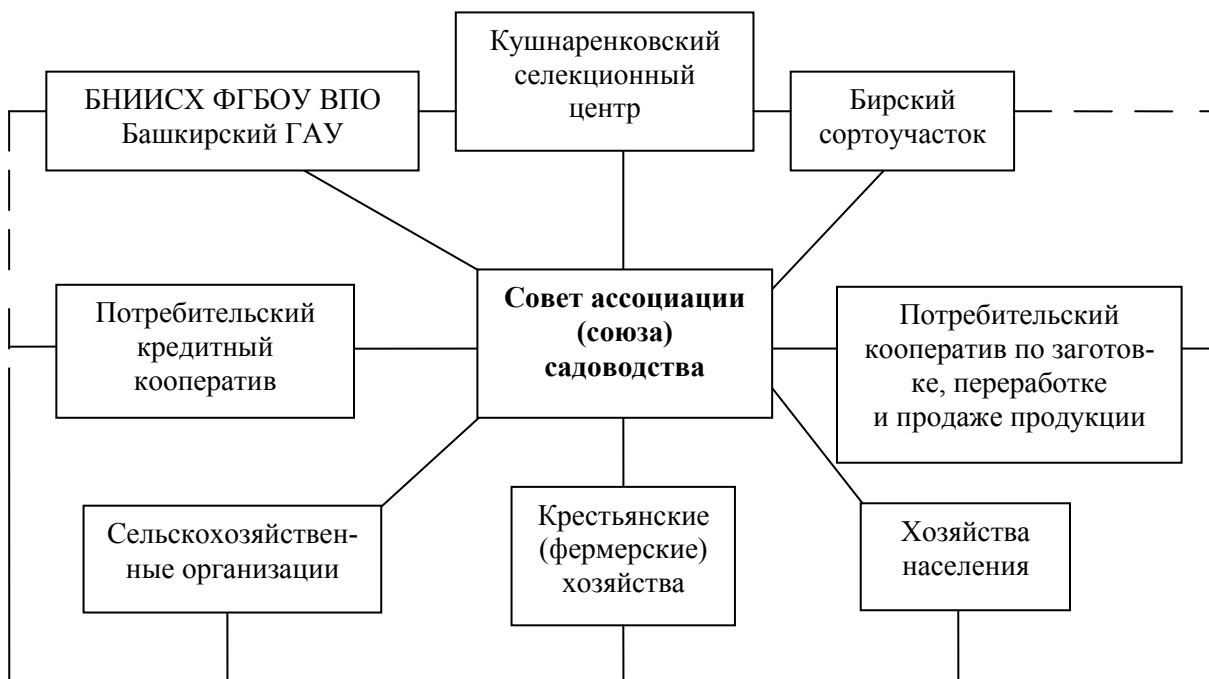 Кушнаренковский
селекционный
центр
БНИИСХ ФГБОУ ВПО
Башкирский ГАУ
Бирский
сортоучасток
Потребительский
кредитный
кооператив
Совет ассоциации
(союза)
садоводства
Потребительский
кооператив по заготов-
ке, переработке
и продаже продукции
Сельскохозяйствен-
ные организации
Крестьянские
(фермерские)
хозяйства
Хозяйства
населения